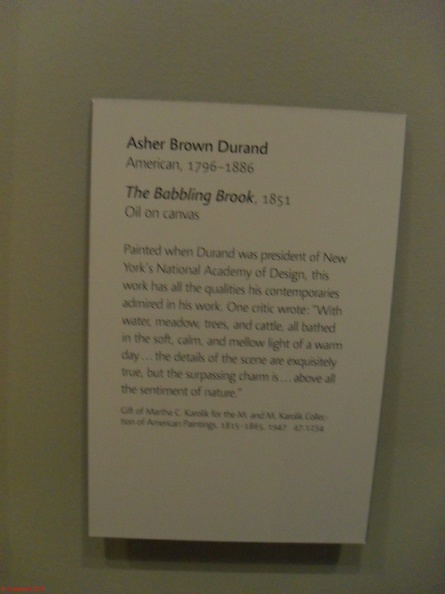 Asher Brown Durand
American, 1796–1886
The Babbling Brook, 1851
Oil on canvas
Painted when Durand was president of New
York's National Academy of Design, this
work has all the qualities his contemporaries
admired in his work. One critic wrote: "With
water, meadow, trees, and cattle, all bathed
in the soft, calm, and mellow light of a warm
day... the details of the scene are exquisitely
true, but the surpassing charm is... above all
the sentiment of nature."
Gift of Martha C. Karolik for the M. and M. Karolik Collec-
tion of American Paintings, 1815–1865, 1947 47.1234